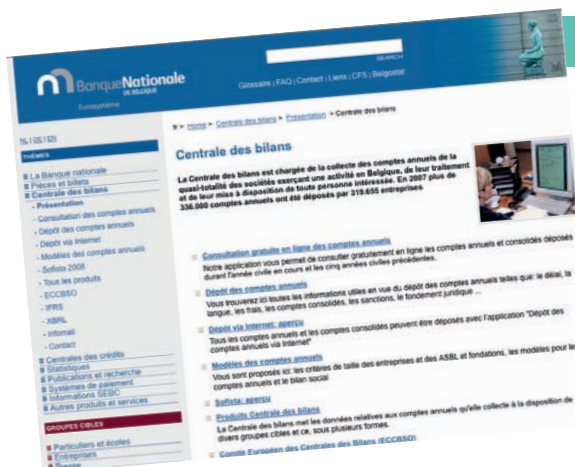 BanqueNationale
DE BELGIQUE
Eurosystème
SEARCH
Glossaire | FAQ | Contact | Liens | CFS | Belgostat
NL | DE | EN
THÈMES
La Banque nationale
Pièces et billets
Centrale des bilans
- Présentation
- Consultation des comptes annuels
- Dépôt des comptes annuels
- Dépôt via Internet
- Modèles des comptes annuels
- Sofista 2008
- Tous les produits
- ECCBSO
- IFRS
- XBRL
- Infomail
- Contact
Centrales des crédits
Statistiques
Publications et recherche
Systèmes de paiement
Informations SEBC
Autres produits et services
GROUPES CIBLES
Particuliers et écoles
Entreprises
Presse
> Home > Centrale des bilans > Présentation > Centrale des bilans
Centrale des bilans
La Centrale des bilans est chargée de la collecte des comptes annuels de la
quasi-totalité des sociétés exerçant une activité en Belgique, de leur traitement
et de leur mise à disposition de toute personne intéressée. En 2007 plus de
336.000 comptes annuels ont été déposés par 319.655 entreprises
Consultation gratuite en ligne des comptes annuels
Notre application vous permet de consulter gratuitement en ligne les comptes annuels et consolidés déposés
durant l'année civile en cours et les cinq années civiles précédentes.
Dépôt des comptes annuels
Vous trouverez ici toutes les informations utiles en vue du dépôt des comptes annuels telles que: le délai, la
langue, les frais, les comptes consolidés, les sanctions, le fondement juridique ...
Dépôt via Internet: aperçu
Tous les comptes annuels et les comptes consolidés peuvent être déposés avec l'application "Dépôt des
comptes annuels via Internet"
Modèles des comptes annuels
Vous sont proposés ici: les critères de taille des entreprises et des ASBL et fondations, les modèles pour le
comptes annuels et le bilan social
Sofista: aperçu
Produits Centrale des bilans
La Centrale des bilans met les données relatives aux comptes annuels qu'elle collecte à la disposition de
divers groupes cibles et ce, sous plusieurs formes.
Comité Européen des Centrales des Bilans (ECCBSO)